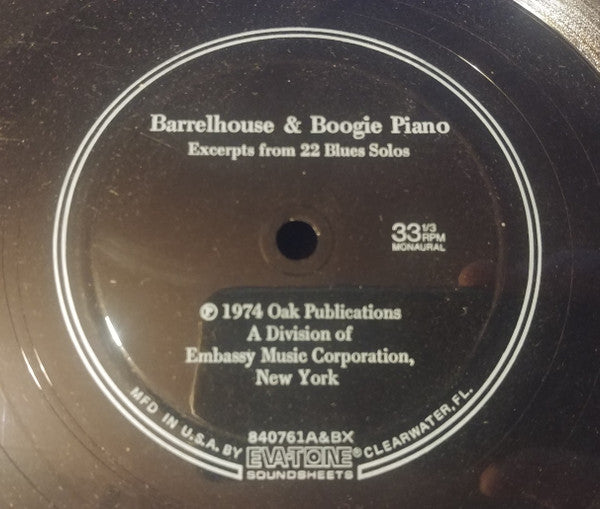 Barrelhouse & Boogie Piano
Excerpts from 22 Blues Solos
33 1/3
RPM
MONAURAL
℗ 1974 Oak Publications
A Division of
Embassy Music Corporation,
New York
MFD IN U.S.A. BY
840761A&BX
EVA-TONE®
SOUNDSHEETS
CLEARWATER, FL.